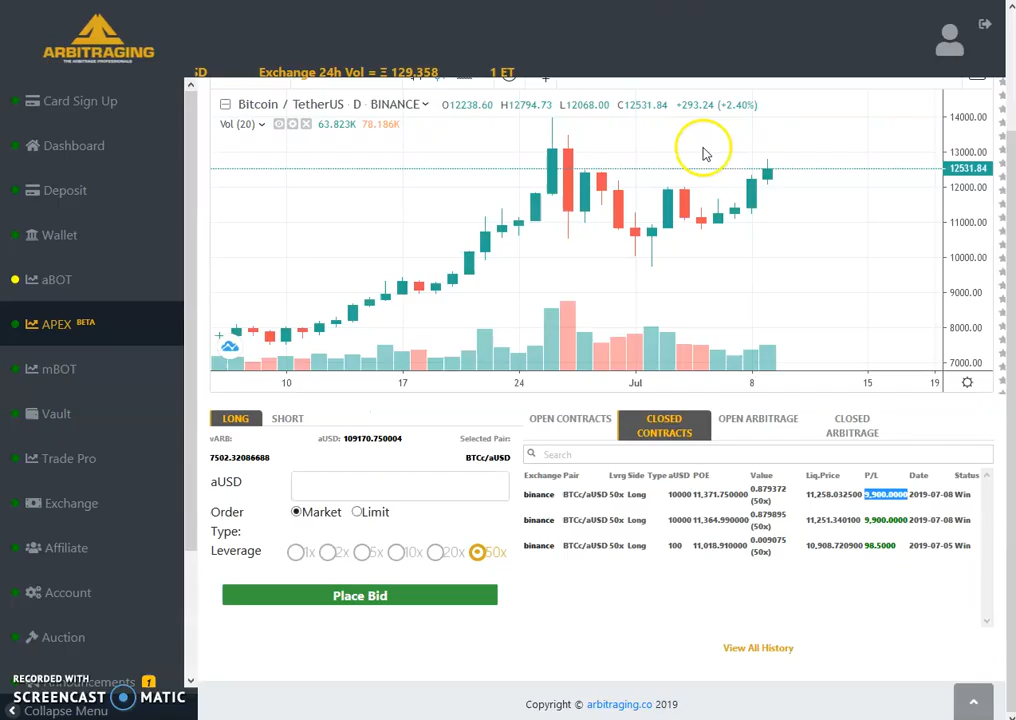 ARBITRAGING
THE ARBITRAGE PROFESSIONALS
Card Sign Up
Dashboard
Deposit
Wallet
aBOT
APEX BETA
mBOT
Vault
Trade Pro
Exchange
Affiliate
Account
Auction
Announcements 1
Collapse Menu
RECORDED WITH
SCREENCAST MATIC
SD Exchange 24h Vol = Ξ 129,358 1 ET
Bitcoin / TetherUS · D · BINANCE O12238.60 H12794.73 L12068.00 C12531.84 +293.24 (+2.40%)
Vol (20) 63.823K 78.186K
14000.00
13000.00
12531.84
12000.00
11000.00
10000.00
9000.00
8000.00
7000.00
10 17 24 Jul 8 15 19
LONG SHORT
vARB: aUSD: 109170.750004 Selected Pair:
7502.32086688 BTCc/aUSD
aUSD
Order Type: Market Limit
Leverage 1x 2x 5x 10x 20x 50x
Place Bid
OPEN CONTRACTS CLOSED CONTRACTS OPEN ARBITRAGE CLOSED ARBITRAGE
Search
Exchange Pair Lvrg Side Type aUSD POE Value Liq.Price P/L Date Status
binance BTCc/aUSD 50x Long 10000 11,371.750000 0.879372 (50x) 11,258.032500 9,900.0000 2019-07-08 Win
binance BTCc/aUSD 50x Long 10000 11,364.990000 0.879895 (50x) 11,251.340100 9,900.0000 2019-07-08 Win
binance BTCc/aUSD 50x Long 100 11,018.910000 0.009075 (50x) 10,908.720900 98.5000 2019-07-05 Win
View All History
Copyright © arbitraging.co 2019